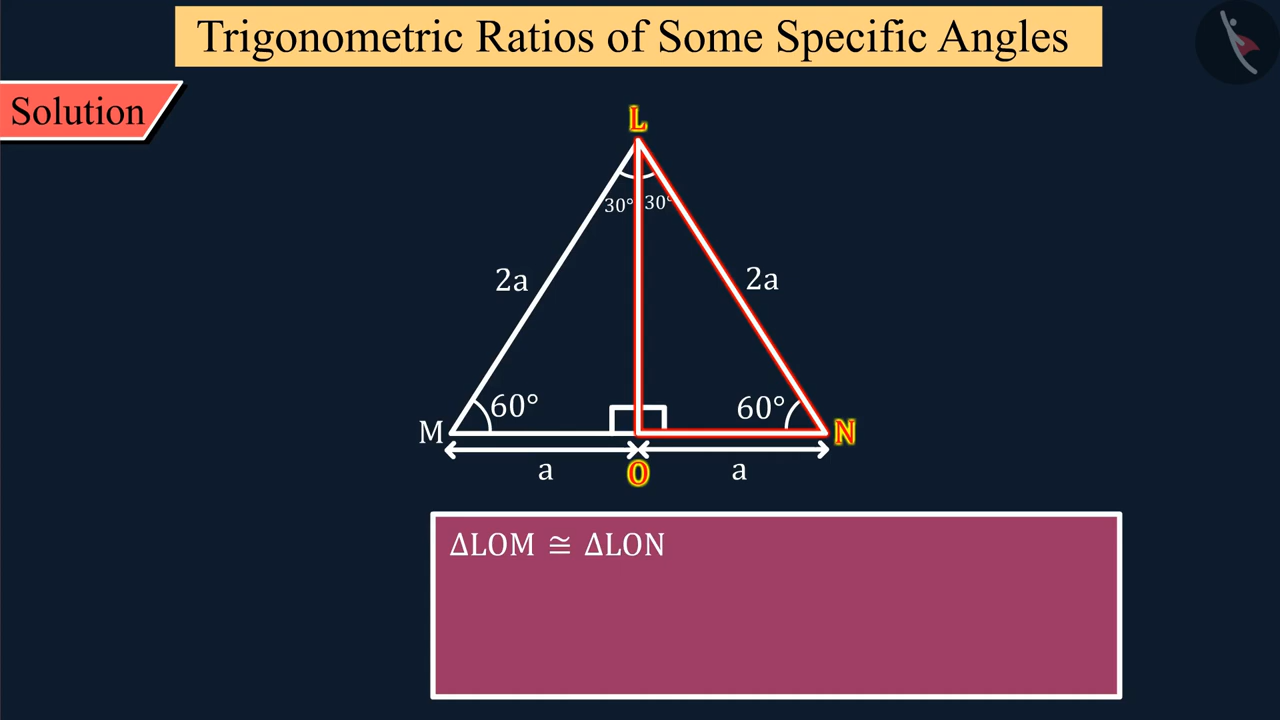 Trigonometric Ratios of Some Specific Angles
Solution
L
30° 30°
2a 2a
60° 60°
M N
a O a
ΔLOM ≅ ΔLON